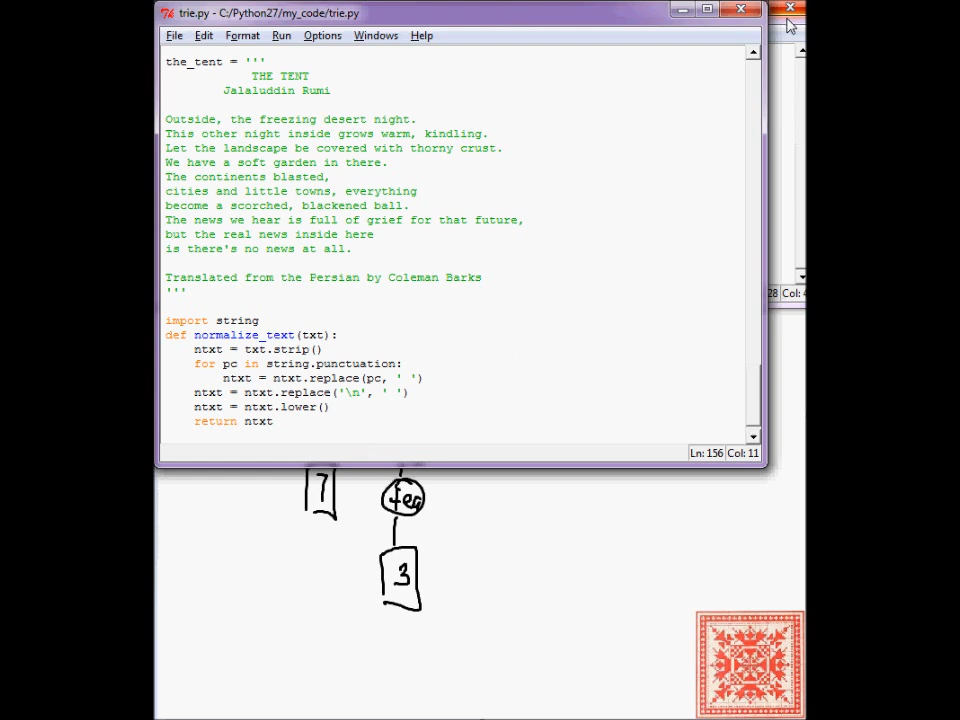 trie.py - C:/Python27/my_code/trie.py
File Edit Format Run Options Windows Help
the_tent = '''
THE TENT
Jalaluddin Rumi
Outside, the freezing desert night.
This other night inside grows warm, kindling.
Let the landscape be covered with thorny crust.
We have a soft garden in there.
The continents blasted,
cities and little towns, everything
become a scorched, blackened ball.
The news we hear is full of grief for that future,
but the real news inside here
is there's no news at all.
Translated from the Persian by Coleman Barks
'''
import string
def normalize_text(txt):
ntxt = txt.strip()
for pc in string.punctuation:
ntxt = ntxt.replace(pc, ' ')
ntxt = ntxt.replace('\n', ' ')
ntxt = ntxt.lower()
return ntxt
Ln: 156 Col: 11
28 Col: 4
7
freq
3